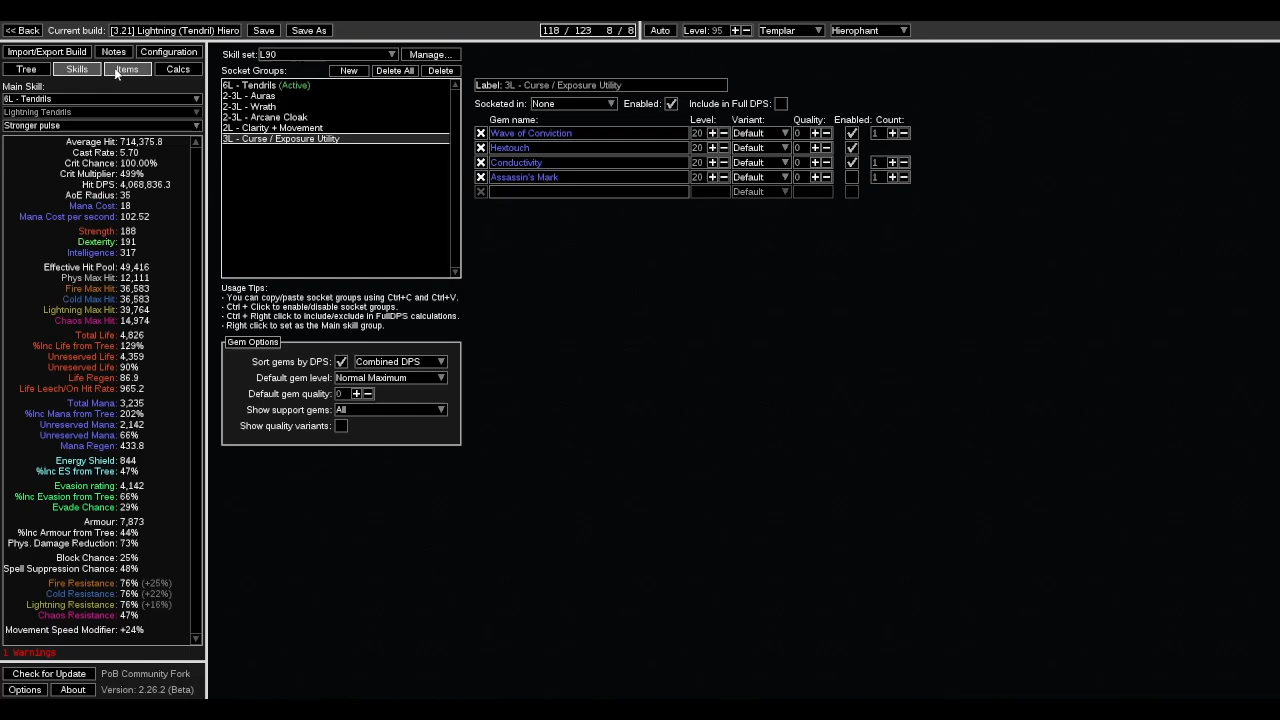 << Back Current build: [3.21] Lightning (Tendril) Hiero Save Save As 118 / 123 8 / 8 Auto Level: 95 Templar Hierophant
Import/Export Build Notes Configuration
Tree Skills Items Calcs
Main Skill:
6L - Tendrils
Lightning Tendrils
Stronger pulse
Average Hit: 714,375.8
Cast Rate: 5.70
Crit Chance: 100.00%
Crit Multiplier: 499%
Hit DPS: 4,068,836.3
AoE Radius: 35
Mana Cost: 18
Mana Cost per second: 102.52
Strength: 188
Dexterity: 191
Intelligence: 317
Effective Hit Pool: 49,416
Phys Max Hit: 12,111
Fire Max Hit: 36,583
Cold Max Hit: 36,583
Lightning Max Hit: 39,764
Chaos Max Hit: 14,974
Total Life: 4,826
%Inc Life from Tree: 129%
Unreserved Life: 4,359
Unreserved Life: 90%
Life Regen: 86.9
Life Leech/On Hit Rate: 965.2
Total Mana: 3,235
%Inc Mana from Tree: 202%
Unreserved Mana: 2,142
Unreserved Mana: 66%
Mana Regen: 433.8
Energy Shield: 844
%Inc ES from Tree: 47%
Evasion rating: 4,142
%Inc Evasion from Tree: 66%
Evade Chance: 29%
Armour: 7,873
%Inc Armour from Tree: 44%
Phys. Damage Reduction: 73%
Block Chance: 25%
Spell Suppression Chance: 48%
Fire Resistance: 76% (+25%)
Cold Resistance: 76% (+22%)
Lightning Resistance: 76% (+16%)
Chaos Resistance: 47%
Movement Speed Modifier: +24%
1 Warnings
Check for Update PoB Community Fork
Options About Version: 2.26.2 (Beta)
Skill set: L90 Manage...
Socket Groups: New Delete All Delete
6L - Tendrils (Active)
2-3L - Auras
2-3L - Wrath
2-3L - Arcane Cloak
2L - Clarity + Movement
3L - Curse / Exposure Utility
Usage Tips:
- You can copy/paste socket groups using Ctrl+C and Ctrl+V.
- Ctrl + Click to enable/disable socket groups.
- Ctrl + Right click to include/exclude in FullDPS calculations.
- Right click to set as the Main skill group.
Gem Options
Sort gems by DPS: Combined DPS
Default gem level: Normal Maximum
Default gem quality: 0
Show support gems: All
Show quality variants:
Label: 3L - Curse / Exposure Utility
Socketed in: None Enabled: Include in Full DPS:
Gem name: Level: Variant: Quality: Enabled: Count:
Wave of Conviction 20 Default 0 1
Hextouch 20 Default 0
Conductivity 20 Default 0 1
Assassin's Mark 20 Default 0 1
Default